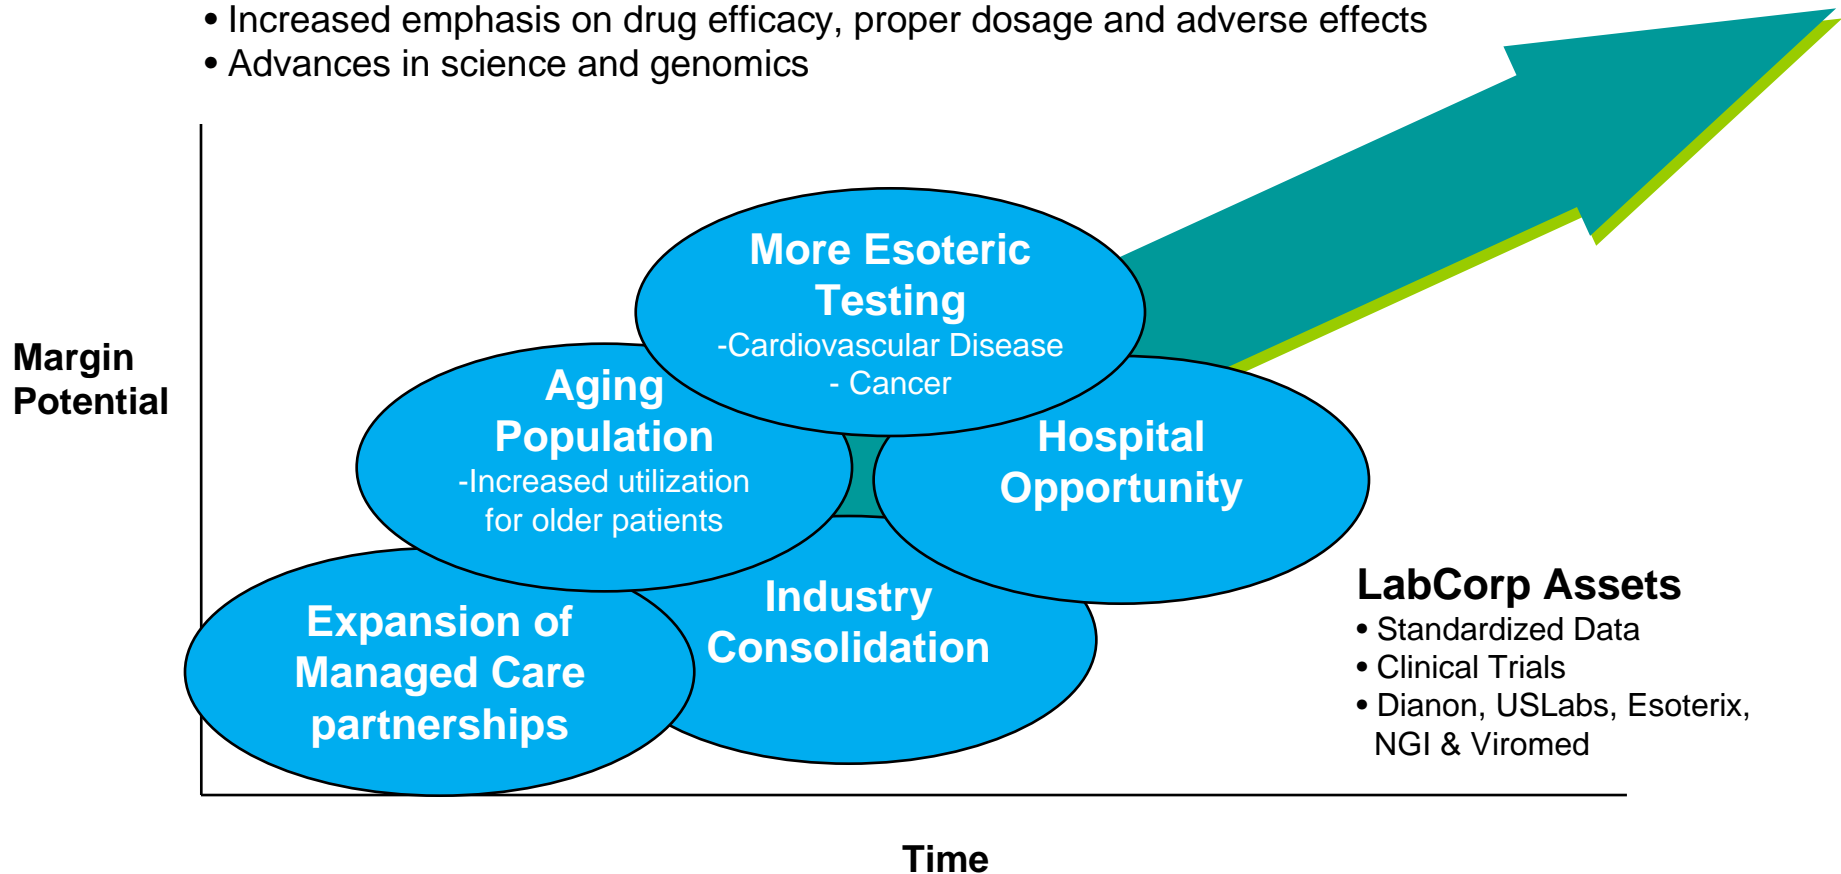 • Increased emphasis on drug efficacy, proper dosage and adverse effects
• Advances in science and genomics
Margin
Potential
More Esoteric
Testing
-Cardiovascular Disease
- Cancer
Aging
Population
-Increased utilization
for older patients
Hospital
Opportunity
Expansion of
Managed Care
partnerships
Industry
Consolidation
LabCorp Assets
• Standardized Data
• Clinical Trials
• Dianon, USLabs, Esoterix,
NGI & Viromed
Time